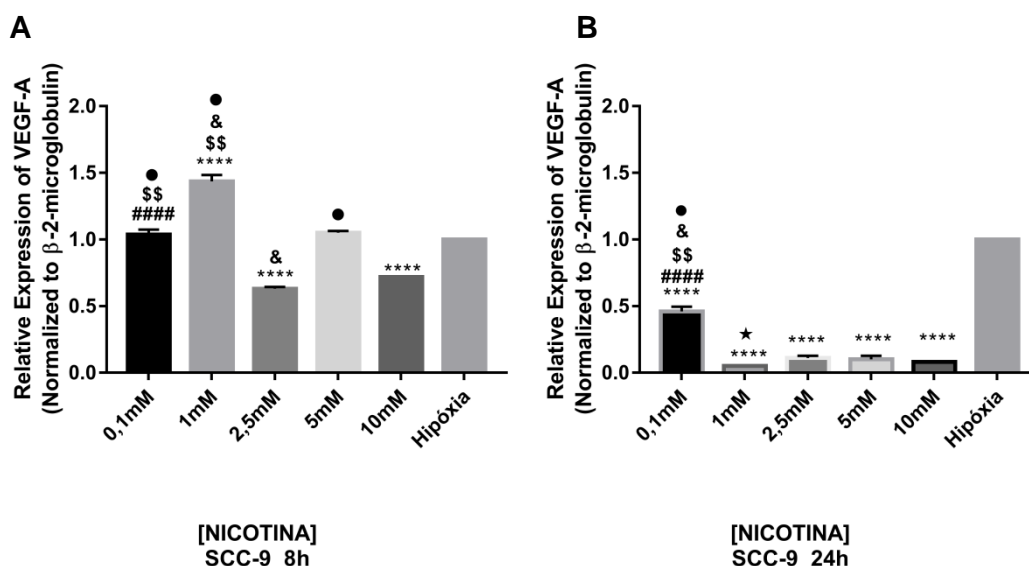 A
Relative Expression of VEGF-A
(Normalized to β-2-microglobulin)
2.0
1.5
1.0
0.5
0.0
●
$$
####
●
&
$$
****
&
****
●
****
0,1mM
1mM
2,5mM
5mM
10mM
Hipóxia
[NICOTINA]
SCC-9 8h
B
Relative Expression of VEGF-A
(Normalized to β-2-microglobulin)
2.0
1.5
1.0
0.5
0.0
●
&
$$
####
****
★
****
****
****
****
0,1mM
1mM
2,5mM
5mM
10mM
Hipóxia
[NICOTINA]
SCC-9 24h